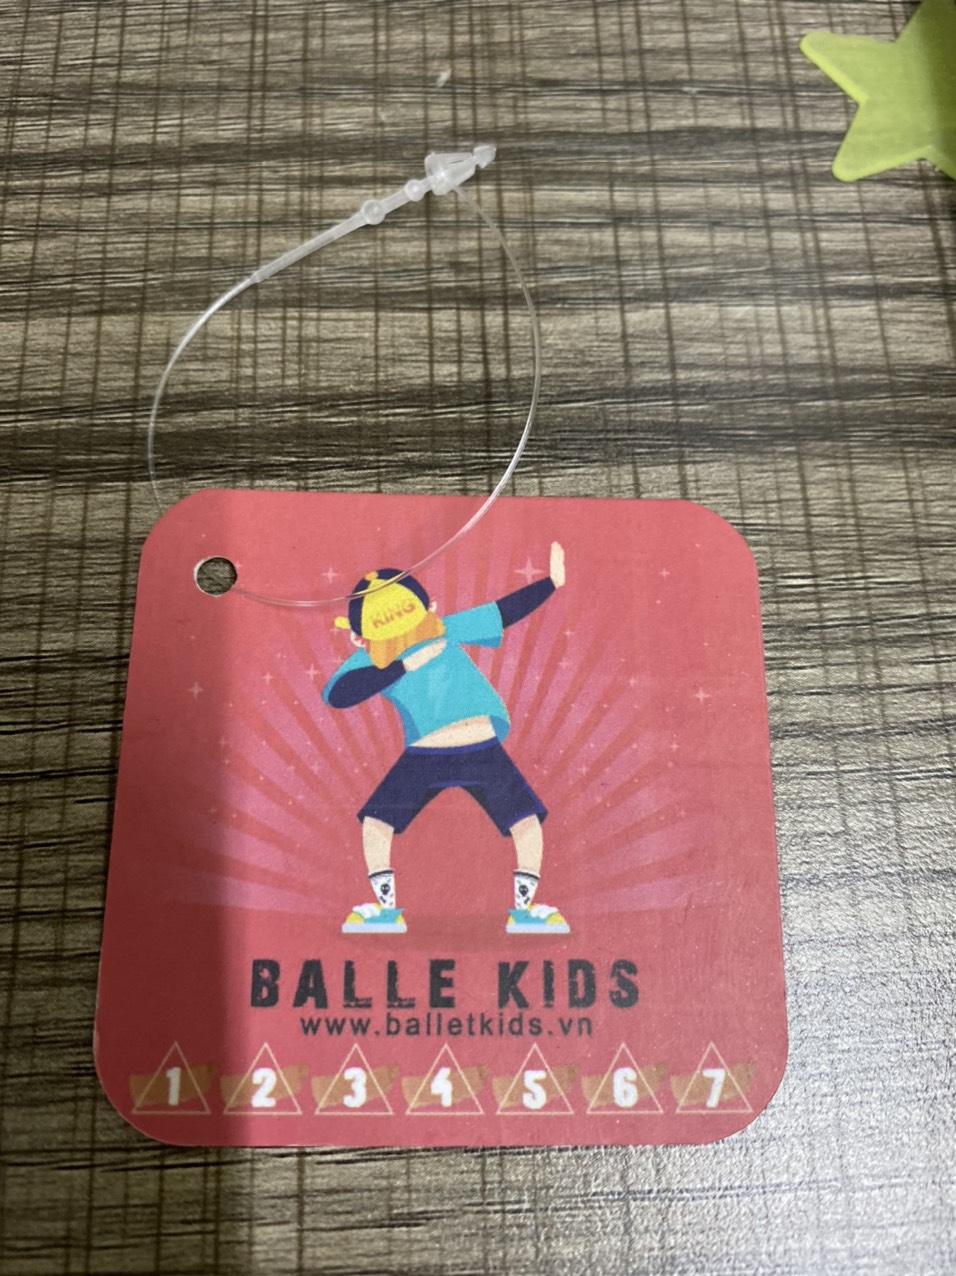 KING
BALLE KIDS
www.balletkids.vn
1 2 3 4 5 6 7